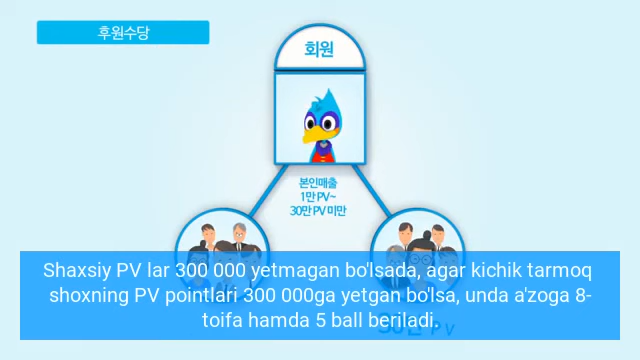 후원수당
회원
본인매출
1만 PV~
30만 PV 미만
Shaxsiy PV lar 300 000 yetmagan bo'lsada, agar kichik tarmoq
shoxning PV pointlari 300 000ga yetgan bo'lsa, unda a'zoga 8-
toifa hamda 5 ball beriladi.